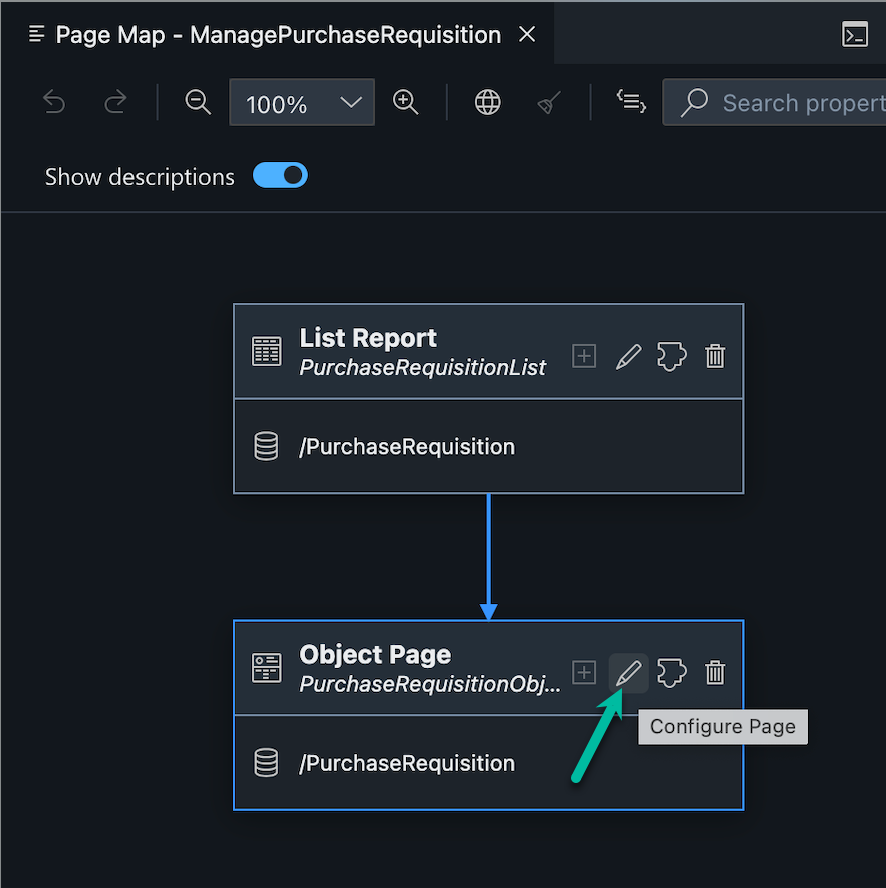 Page Map - ManagePurchaseRequisition
100%
Search propert
Show descriptions
List Report
PurchaseRequisitionList
/PurchaseRequisition
Object Page
PurchaseRequisitionObj...
Configure Page
/PurchaseRequisition